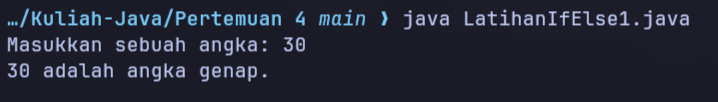 …/Kuliah-Java/Pertemuan 4 main ❯ java LatihanIfElse1.java
Masukkan sebuah angka: 30
30 adalah angka genap.